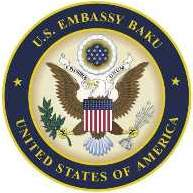 U.S. EMBASSY BAKU
UNITED STATES OF AMERICA